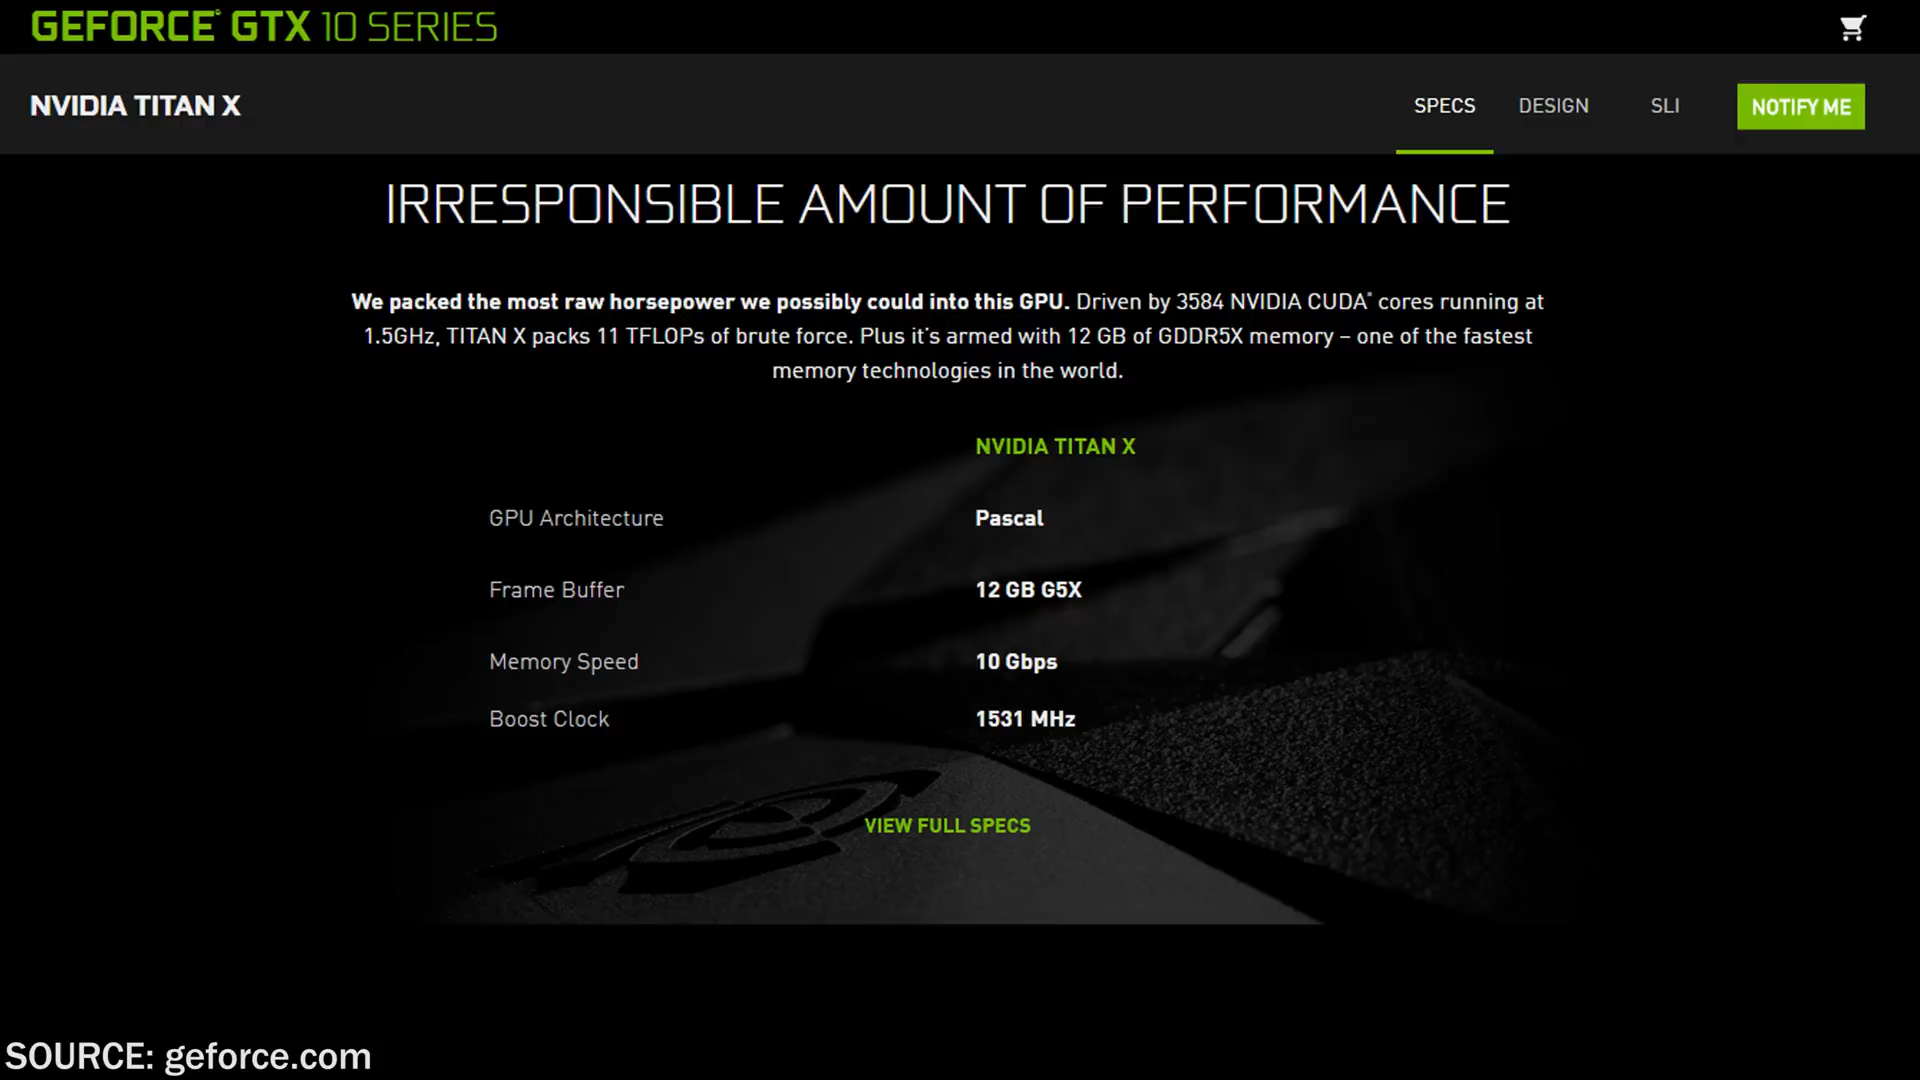 GEFORCE® GTX 10 SERIES
NVIDIA TITAN X
SPECS
DESIGN
SLI
NOTIFY ME
IRRESPONSIBLE AMOUNT OF PERFORMANCE
We packed the most raw horsepower we possibly could into this GPU. Driven by 3584 NVIDIA CUDA® cores running at
1.5GHz, TITAN X packs 11 TFLOPs of brute force. Plus it's armed with 12 GB of GDDR5X memory – one of the fastest
memory technologies in the world.
NVIDIA TITAN X
GPU Architecture Pascal
Frame Buffer 12 GB G5X
Memory Speed 10 Gbps
Boost Clock 1531 MHz
VIEW FULL SPECS
SOURCE: geforce.com